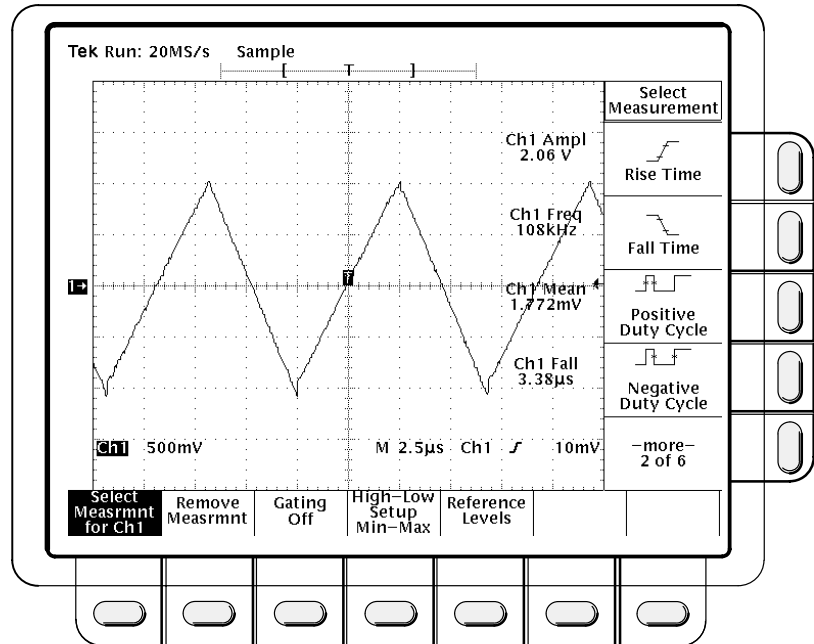 Tek Run: 20MS/s Sample
[ T ]
Ch1 Ampl
2.06 V
Ch1 Freq
108kHz
T
1→
Ch1 Mean
1.772mV
Ch1 Fall
3.38µs
Ch1 500mV M 2.5µs Ch1 10mV
Select
Measurement
Rise Time
Fall Time
Positive
Duty Cycle
Negative
Duty Cycle
–more–
2 of 6
Select
Measrmnt
for Ch1
Remove
Measrmnt
Gating
Off
High–Low
Setup
Min–Max
Reference
Levels